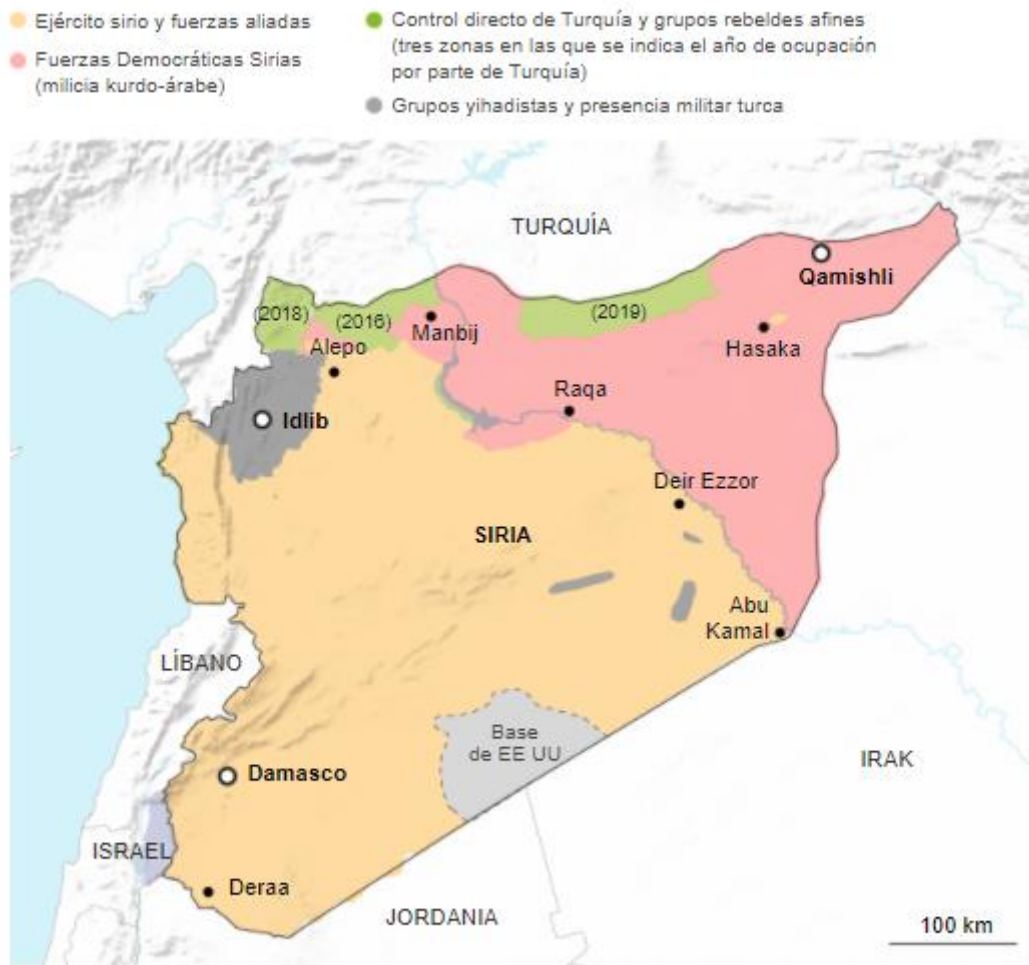 Ejército sirio y fuerzas aliadas
Fuerzas Democráticas Sirias
(milicia kurdo-árabe)
Control directo de Turquía y grupos rebeldes afines
(tres zonas en las que se indica el año de ocupación
por parte de Turquía)
Grupos yihadistas y presencia militar turca
TURQUÍA
Qamishli
(2018)
(2016)
Manbij
(2019)
Hasaka
Alepo
Raqa
Idlib
Deir Ezzor
SIRIA
Abu
Kamal
LÍBANO
Base
de EE UU
Damasco
IRAK
ISRAEL
Deraa
JORDANIA
100 km